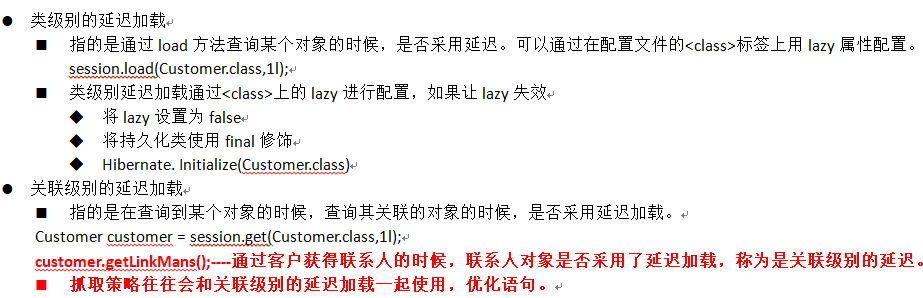 ● 类级别的延迟加载
■ 指的是通过 load 方法查询某个对象的时候，是否采用延迟。可以通过在配置文件的<class>标签上用 lazy 属性配置。
session.load(Customer.class,1l);
■ 类级别延迟加载通过<class>上的 lazy 进行配置，如果让 lazy 失效
◆ 将 lazy 设置为 false
◆ 将持久化类使用 final 修饰
◆ Hibernate. Initialize(Customer.class)
● 关联级别的延迟加载
■ 指的是在查询到某个对象的时候，查询其关联的对象的时候，是否采用延迟加载。
Customer customer = session.get(Customer.class,1l);
customer.getLinkMans();----通过客户获得联系人的时候，联系人对象是否采用了延迟加载，称为是关联级别的延迟。
■ 抓取策略往往会和关联级别的延迟加载一起使用，优化语句。